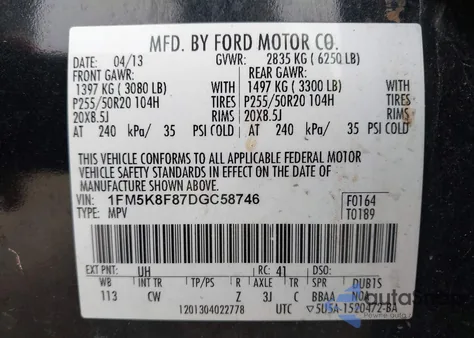 MFD. BY FORD MOTOR CO.
DATE: 04/13 GVWR: 2835 KG ( 6250 LB)
FRONT GAWR: REAR GAWR:
1397 KG ( 3080 LB) 1497 KG ( 3300 LB)
P255/50R20 104H TIRES P255/50R20 104H TIRES
20X8.5J RIMS 20X8.5J RIMS
AT 240 kPa/ 35 PSI COLD AT 240 kPa/ 35 PSI COLD
THIS VEHICLE CONFORMS TO ALL APPLICABLE FEDERAL MOTOR
VEHICLE SAFETY STANDARDS IN EFFECT ON THE DATE OF
MANUFACTURE SHOWN ABOVE.
VIN: 1FM5K8F87DGC58746 F0164
TYPE: MPV T0189
EXT PNT: UH RC: 41 DSO:
WB INT TR TP/PS R AXLE TR SPR DUB1S
113 CW Z 3J C BBAA
1201304022778 UTC 5U5A-1520472-BA